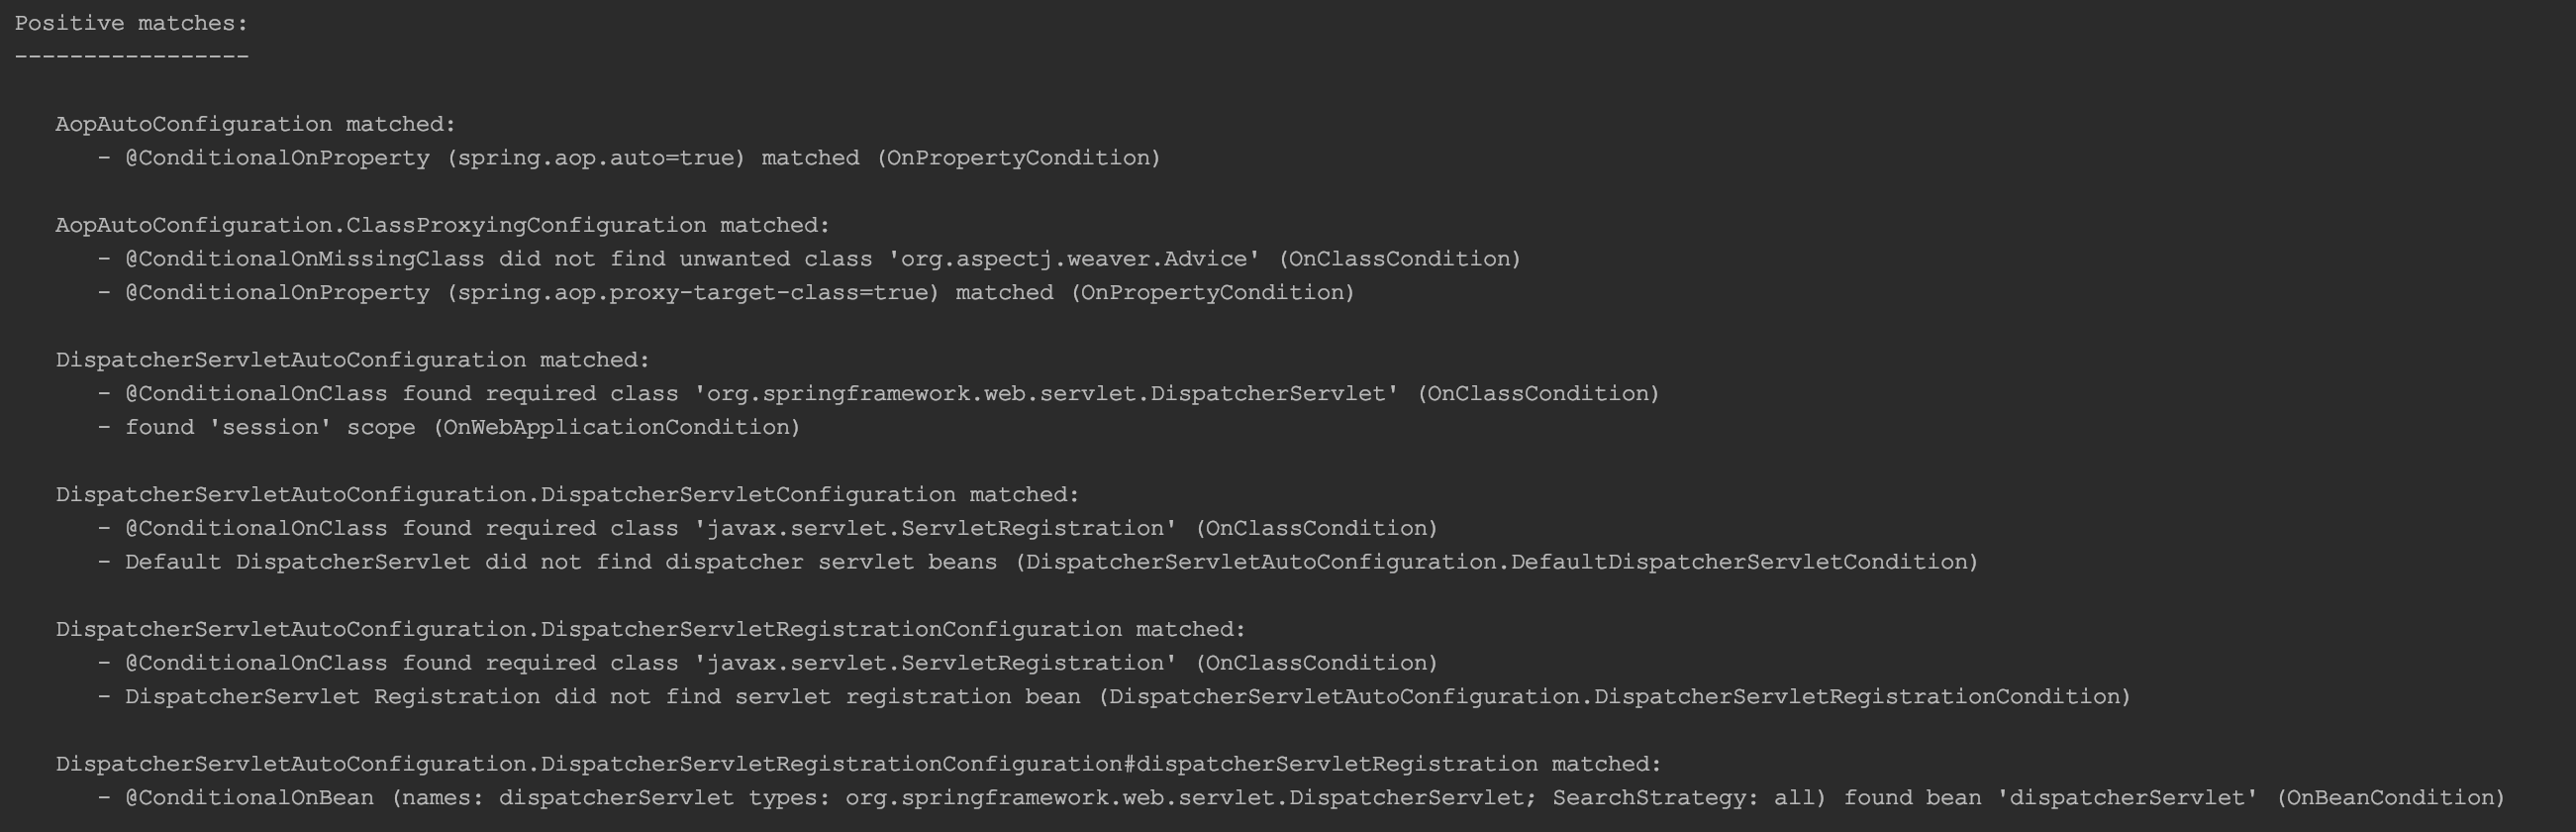 Positive matches:
-----------------
AopAutoConfiguration matched:
- @ConditionalOnProperty (spring.aop.auto=true) matched (OnPropertyCondition)
AopAutoConfiguration.ClassProxyingConfiguration matched:
- @ConditionalOnMissingClass did not find unwanted class 'org.aspectj.weaver.Advice' (OnClassCondition)
- @ConditionalOnProperty (spring.aop.proxy-target-class=true) matched (OnPropertyCondition)
DispatcherServletAutoConfiguration matched:
- @ConditionalOnClass found required class 'org.springframework.web.servlet.DispatcherServlet' (OnClassCondition)
- found 'session' scope (OnWebApplicationCondition)
DispatcherServletAutoConfiguration.DispatcherServletConfiguration matched:
- @ConditionalOnClass found required class 'javax.servlet.ServletRegistration' (OnClassCondition)
- Default DispatcherServlet did not find dispatcher servlet beans (DispatcherServletAutoConfiguration.DefaultDispatcherServletCondition)
DispatcherServletAutoConfiguration.DispatcherServletRegistrationConfiguration matched:
- @ConditionalOnClass found required class 'javax.servlet.ServletRegistration' (OnClassCondition)
- DispatcherServlet Registration did not find servlet registration bean (DispatcherServletAutoConfiguration.DispatcherServletRegistrationCondition)
DispatcherServletAutoConfiguration.DispatcherServletRegistrationConfiguration#dispatcherServletRegistration matched:
- @ConditionalOnBean (names: dispatcherServlet types: org.springframework.web.servlet.DispatcherServlet; SearchStrategy: all) found bean 'dispatcherServlet' (OnBeanCondition)